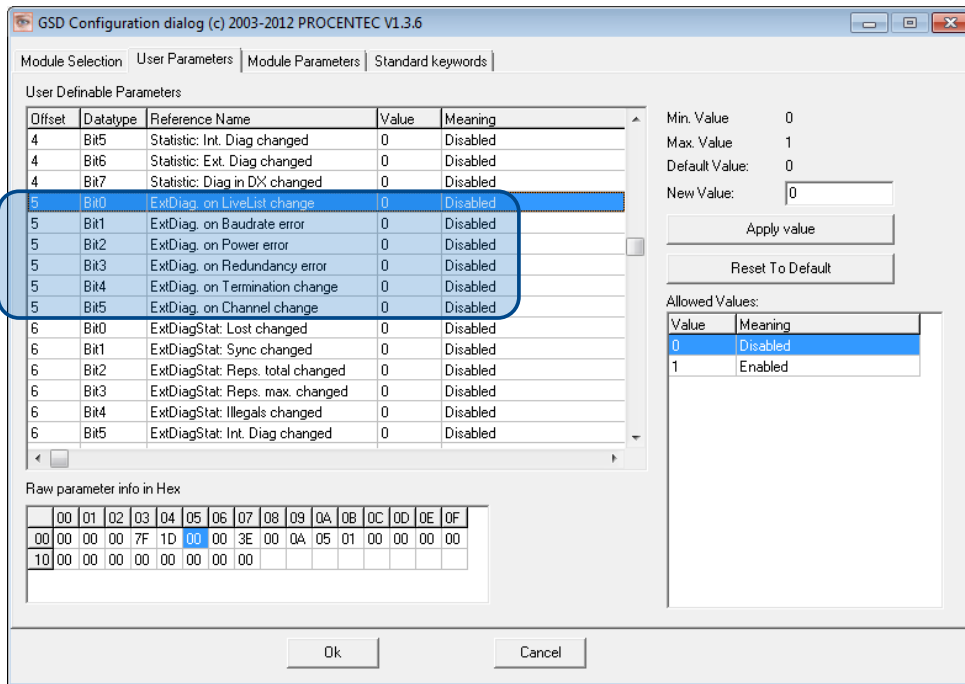 GSD Configuration dialog (c) 2003-2012 PROCENTEC V1.3.6
Module Selection User Parameters Module Parameters Standard keywords
User Definable Parameters
Offset Datatype Reference Name Value Meaning
4 Bit5 Statistic: Int. Diag changed 0 Disabled
4 Bit6 Statistic: Ext. Diag changed 0 Disabled
4 Bit7 Statistic: Diag in DX changed 0 Disabled
5 Bit0 ExtDiag. on LiveList change 0 Disabled
5 Bit1 ExtDiag. on Baudrate error 0 Disabled
5 Bit2 ExtDiag. on Power error 0 Disabled
5 Bit3 ExtDiag. on Redundancy error 0 Disabled
5 Bit4 ExtDiag. on Termination change 0 Disabled
5 Bit5 ExtDiag. on Channel change 0 Disabled
6 Bit0 ExtDiagStat: Lost changed 0 Disabled
6 Bit1 ExtDiagStat: Sync changed 0 Disabled
6 Bit2 ExtDiagStat: Reps. total changed 0 Disabled
6 Bit3 ExtDiagStat: Reps. max. changed 0 Disabled
6 Bit4 ExtDiagStat: Illegals changed 0 Disabled
6 Bit5 ExtDiagStat: Int. Diag changed 0 Disabled
Min. Value 0
Max. Value 1
Default Value: 0
New Value: 0
Apply value
Reset To Default
Allowed Values:
Value Meaning
0 Disabled
1 Enabled
Raw parameter info in Hex
00 01 02 03 04 05 06 07 08 09 0A 0B 0C 0D 0E 0F
00 00 00 00 7F 1D 00 00 3E 00 0A 05 01 00 00 00 00
10 00 00 00 00 00 00 00 00
Ok Cancel